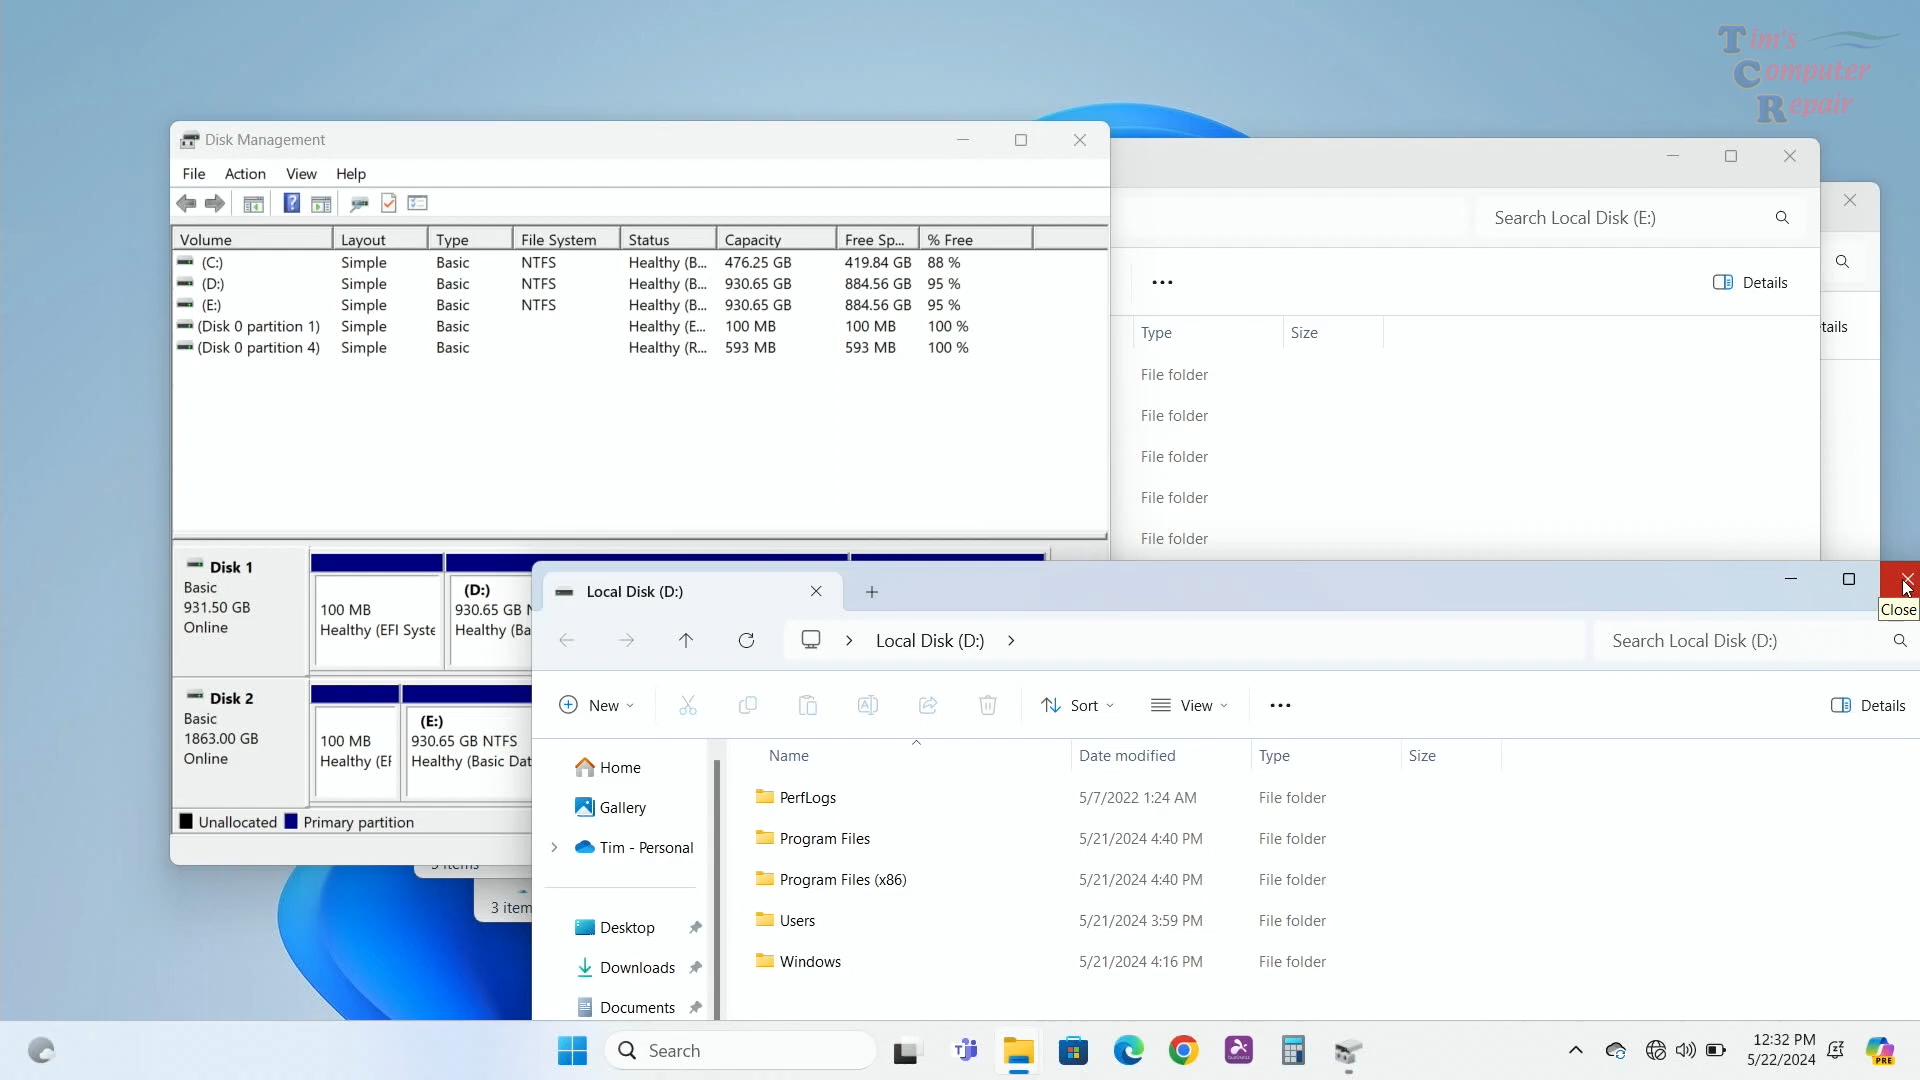 Tim's
Computer
Repair
Disk Management
File Action View Help
Volume Layout Type File System Status Capacity Free Sp... % Free
(C:) Simple Basic NTFS Healthy (B... 476.25 GB 419.84 GB 88 %
(D:) Simple Basic NTFS Healthy (B... 930.65 GB 884.56 GB 95 %
(E:) Simple Basic NTFS Healthy (B... 930.65 GB 884.56 GB 95 %
(Disk 0 partition 1) Simple Basic Healthy (E... 100 MB 100 MB 100 %
(Disk 0 partition 4) Simple Basic Healthy (R... 593 MB 593 MB 100 %
Disk 1
Basic
931.50 GB
Online
100 MB
Healthy (EFI Syste
(D:)
930.65 GB N
Healthy (Ba
Disk 2
Basic
1863.00 GB
Online
100 MB
Healthy (EF
(E:)
930.65 GB NTFS
Healthy (Basic Dat
Unallocated Primary partition
3 item
Search Local Disk (E:)
Details
tails
Type Size
File folder
File folder
File folder
File folder
File folder
Local Disk (D:)
Close
Local Disk (D:) Search Local Disk (D:)
New Sort View Details
Home
Gallery
Tim - Personal
Desktop
Downloads
Documents
Name Date modified Type Size
PerfLogs 5/7/2022 1:24 AM File folder
Program Files 5/21/2024 4:40 PM File folder
Program Files (x86) 5/21/2024 4:40 PM File folder
Users 5/21/2024 3:59 PM File folder
Windows 5/21/2024 4:16 PM File folder
Search
12:32 PM
5/22/2024
PRE